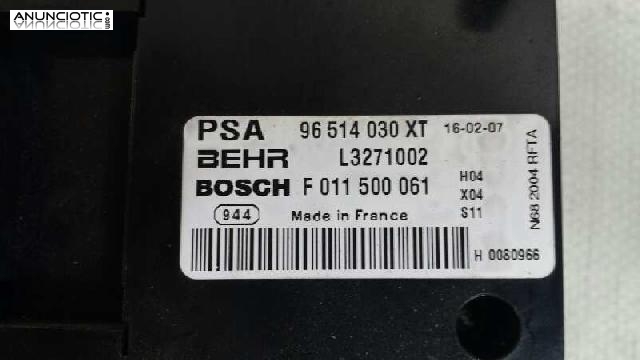 ANUNCIOTIC.es
PSA 96 514 030 XT 16-02-07
BEHR L3271002
BOSCH F 011 500 061
H04
X04
S11
944 Made in France
H 0080966
N68 2004 RFTA